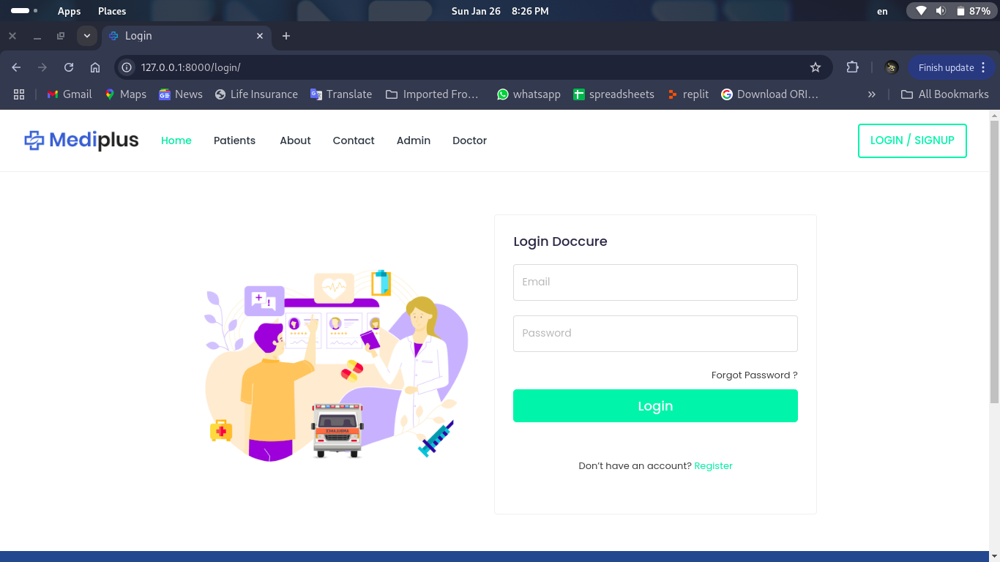 Apps Places Sun Jan 26 8:26 PM en 87%
Login
127.0.0.1:8000/login/ Finish update
Gmail Maps News Life Insurance Translate Imported Fro... whatsapp spreadsheets replit Download ORI... » All Bookmarks
Mediplus Home Patients About Contact Admin Doctor LOGIN / SIGNUP
Login Doccure
Email
Password
Forgot Password ?
Login
Don’t have an account? Register